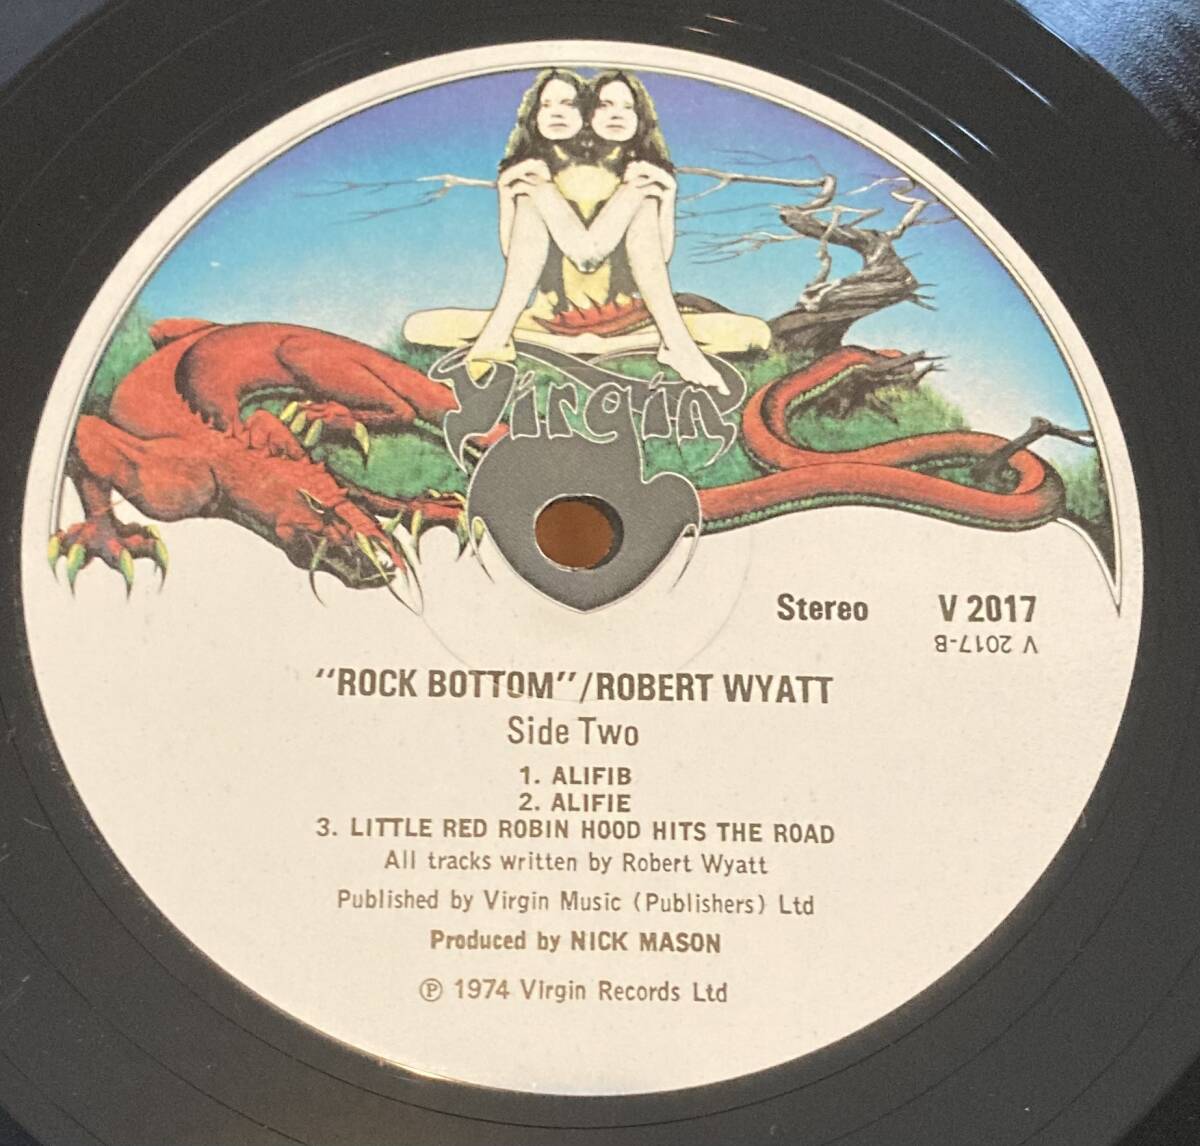 Virgin
Stereo V 2017
V 2017-B
"ROCK BOTTOM"/ROBERT WYATT
Side Two
1. ALIFIB
2. ALIFIE
3. LITTLE RED ROBIN HOOD HITS THE ROAD
All tracks written by Robert Wyatt
Published by Virgin Music (Publishers) Ltd
Produced by NICK MASON
℗ 1974 Virgin Records Ltd